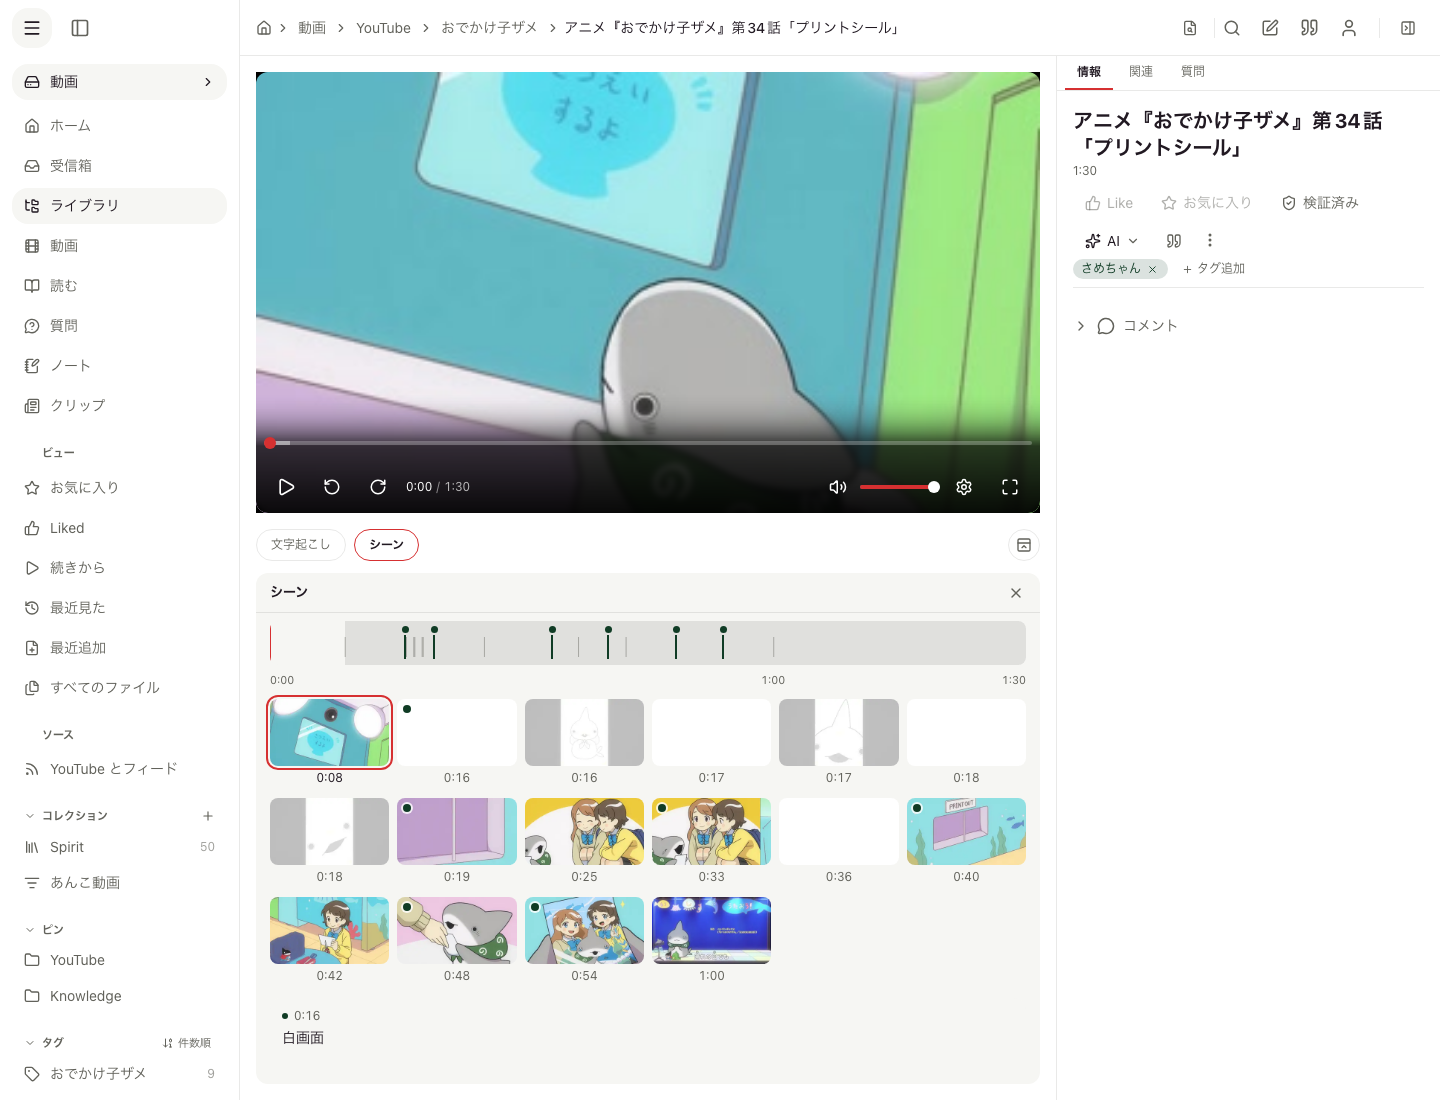 動画 YouTube おでかけ子ザメ アニメ『おでかけ子ザメ』第34話「プリントシール」
動画
ホーム
受信箱
ライブラリ
動画
読む
質問
ノート
クリップ
ビュー
お気に入り
Liked
続きから
最近見た
最近追加
すべてのファイル
ソース
YouTube とフィード
コレクション
Spirit 50
あんこ動画
ピン
YouTube
Knowledge
タグ 件数順
おでかけ子ザメ 9
するよ
0:00 / 1:30
文字起こし シーン
シーン
0:00 1:00 1:30
0:08 0:16 0:16 0:17 0:17 0:18
PRINT OUT
0:18 0:19 0:25 0:33 0:36 0:40
0:42 0:48 0:54 1:00
0:16
白画面
情報 関連 質問
アニメ『おでかけ子ザメ』第34話
「プリントシール」
1:30
Like お気に入り 検証済み
AI
さめちゃん × + タグ追加
コメント